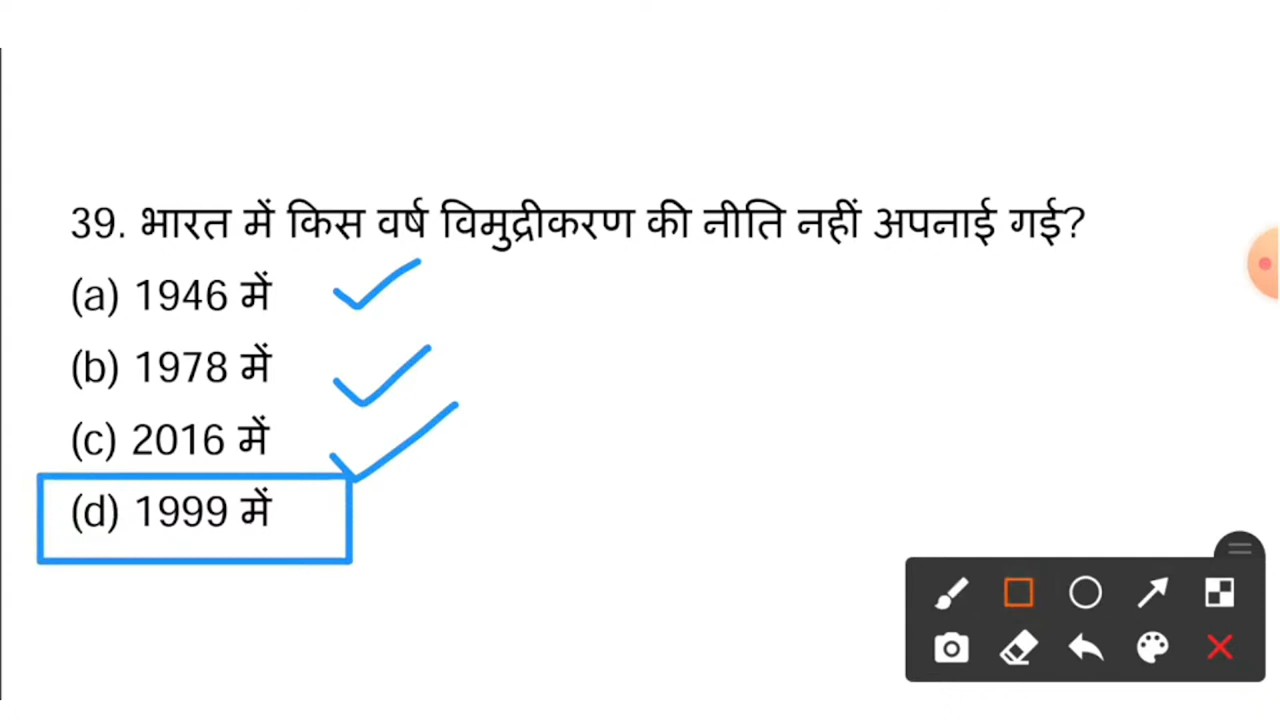 39. भारत में किस वर्ष विमुद्रीकरण की नीति नहीं अपनाई गई?
(a) 1946 में
(b) 1978 में
(c) 2016 में
(d) 1999 में